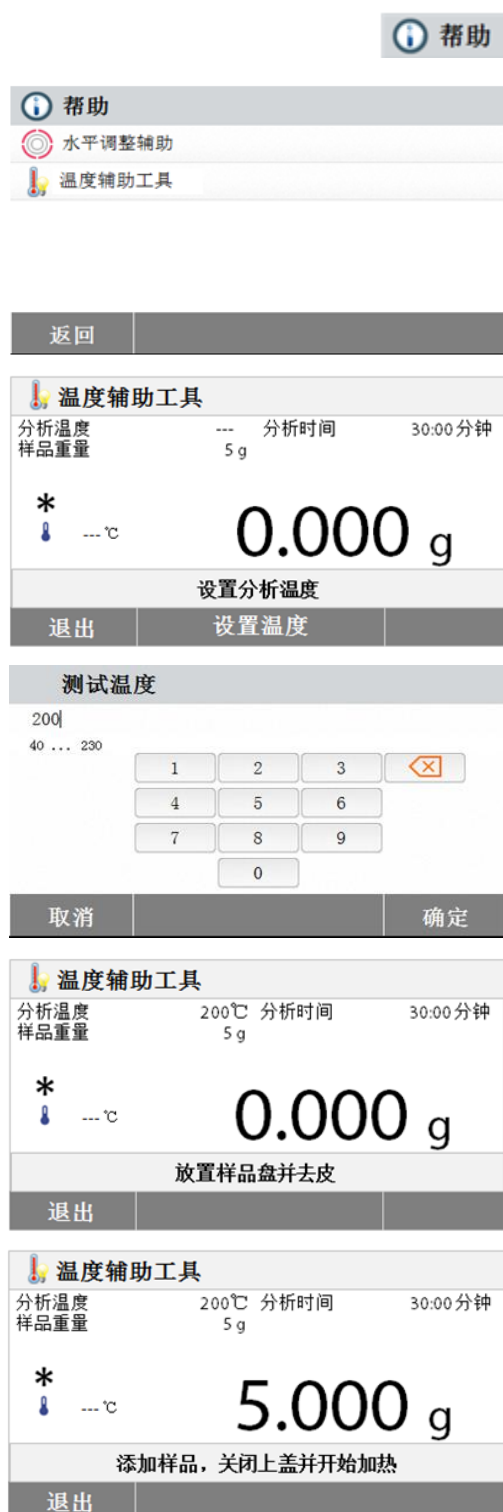 帮助
帮助
水平调整辅助
温度辅助工具
返回
温度辅助工具
分析温度 --- 分析时间 30:00 分钟
样品重量 5 g
* --- ℃ 0.000 g
设置分析温度
退出 设置温度
测试温度
200
40 ... 230
1 2 3
4 5 6
7 8 9
0
取消 确定
温度辅助工具
分析温度 200℃ 分析时间 30:00 分钟
样品重量 5 g
* --- ℃ 0.000 g
放置样品盘并去皮
退出
温度辅助工具
分析温度 200℃ 分析时间 30:00 分钟
样品重量 5 g
* --- ℃ 5.000 g
添加样品，关闭上盖并开始加热
退出